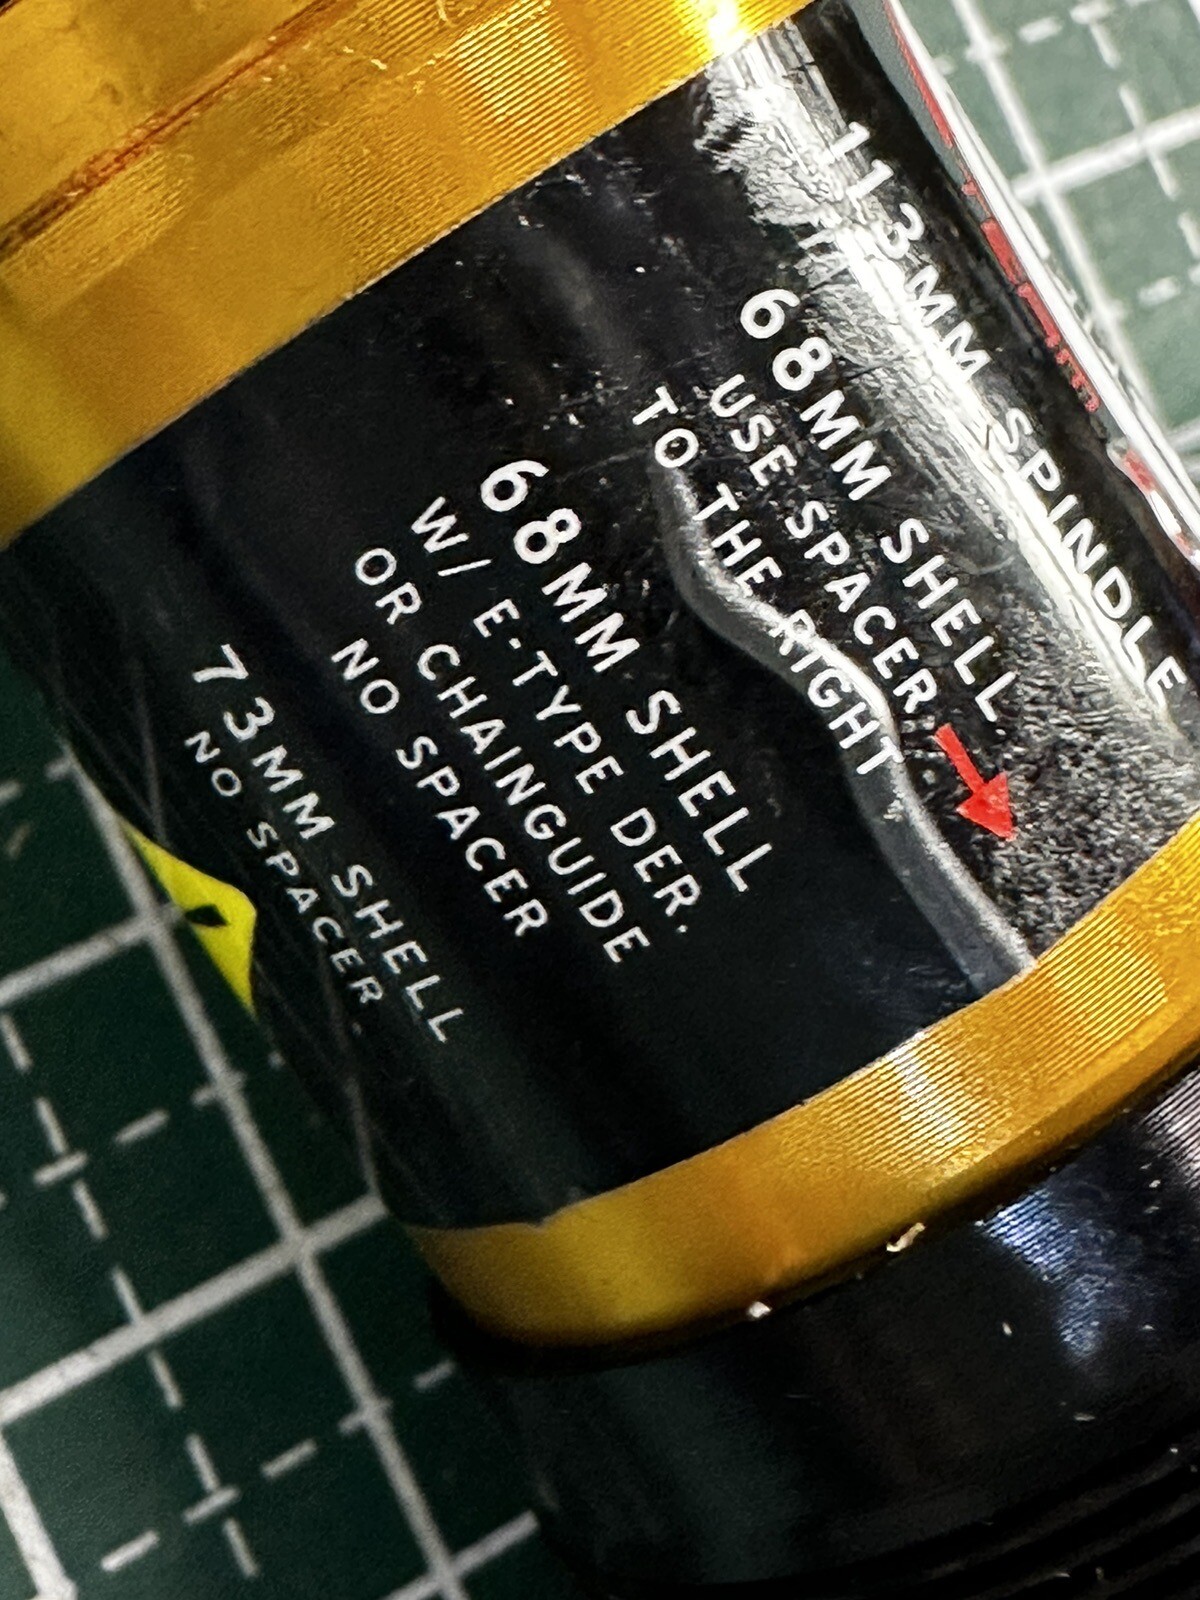 113MM SPINDLE
68MM SHELL
USE SPACER
TO THE RIGHT
68MM SHELL
W/ E-TYPE DER.
OR CHAINGUIDE
NO SPACER
73MM SHELL
NO SPACER.